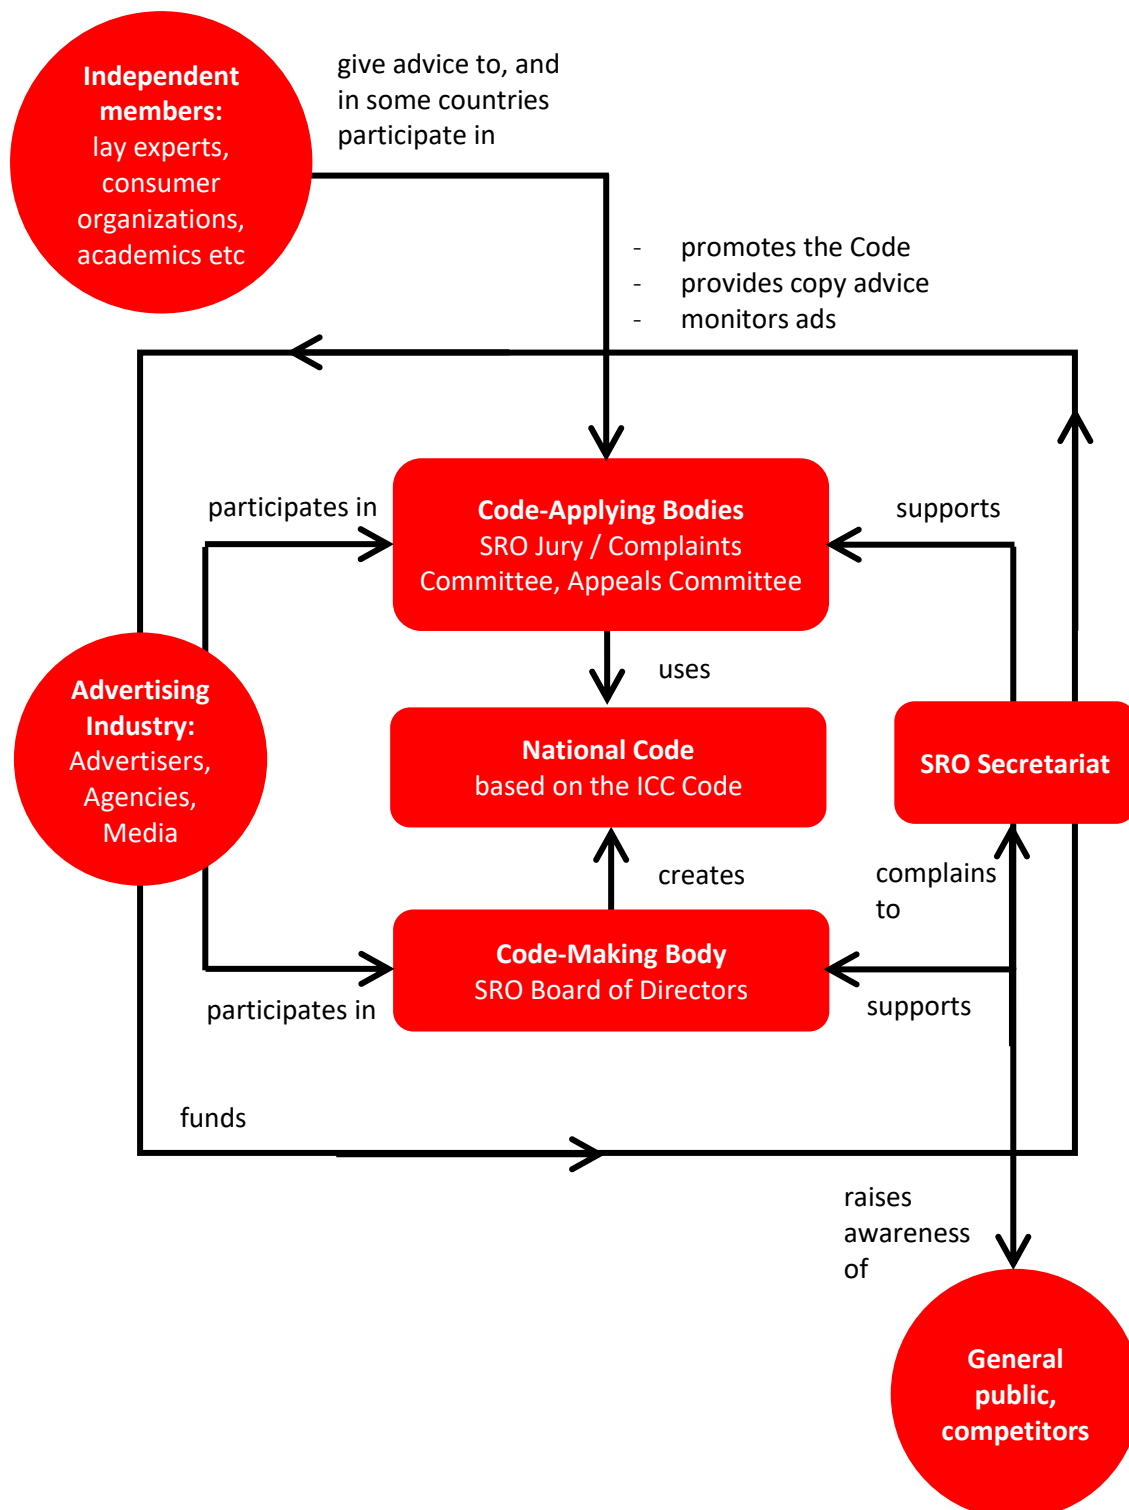 Independent
members:
lay experts,
consumer
organizations,
academics etc
give advice to, and
in some countries
participate in
- promotes the Code
- provides copy advice
- monitors ads
participates in
Code-Applying Bodies
SRO Jury / Complaints
Committee, Appeals Committee
supports
uses
Advertising
Industry:
Advertisers,
Agencies,
Media
National Code
based on the ICC Code
SRO Secretariat
creates
complains
to
Code-Making Body
SRO Board of Directors
participates in
supports
funds
raises
awareness
of
General
public,
competitors